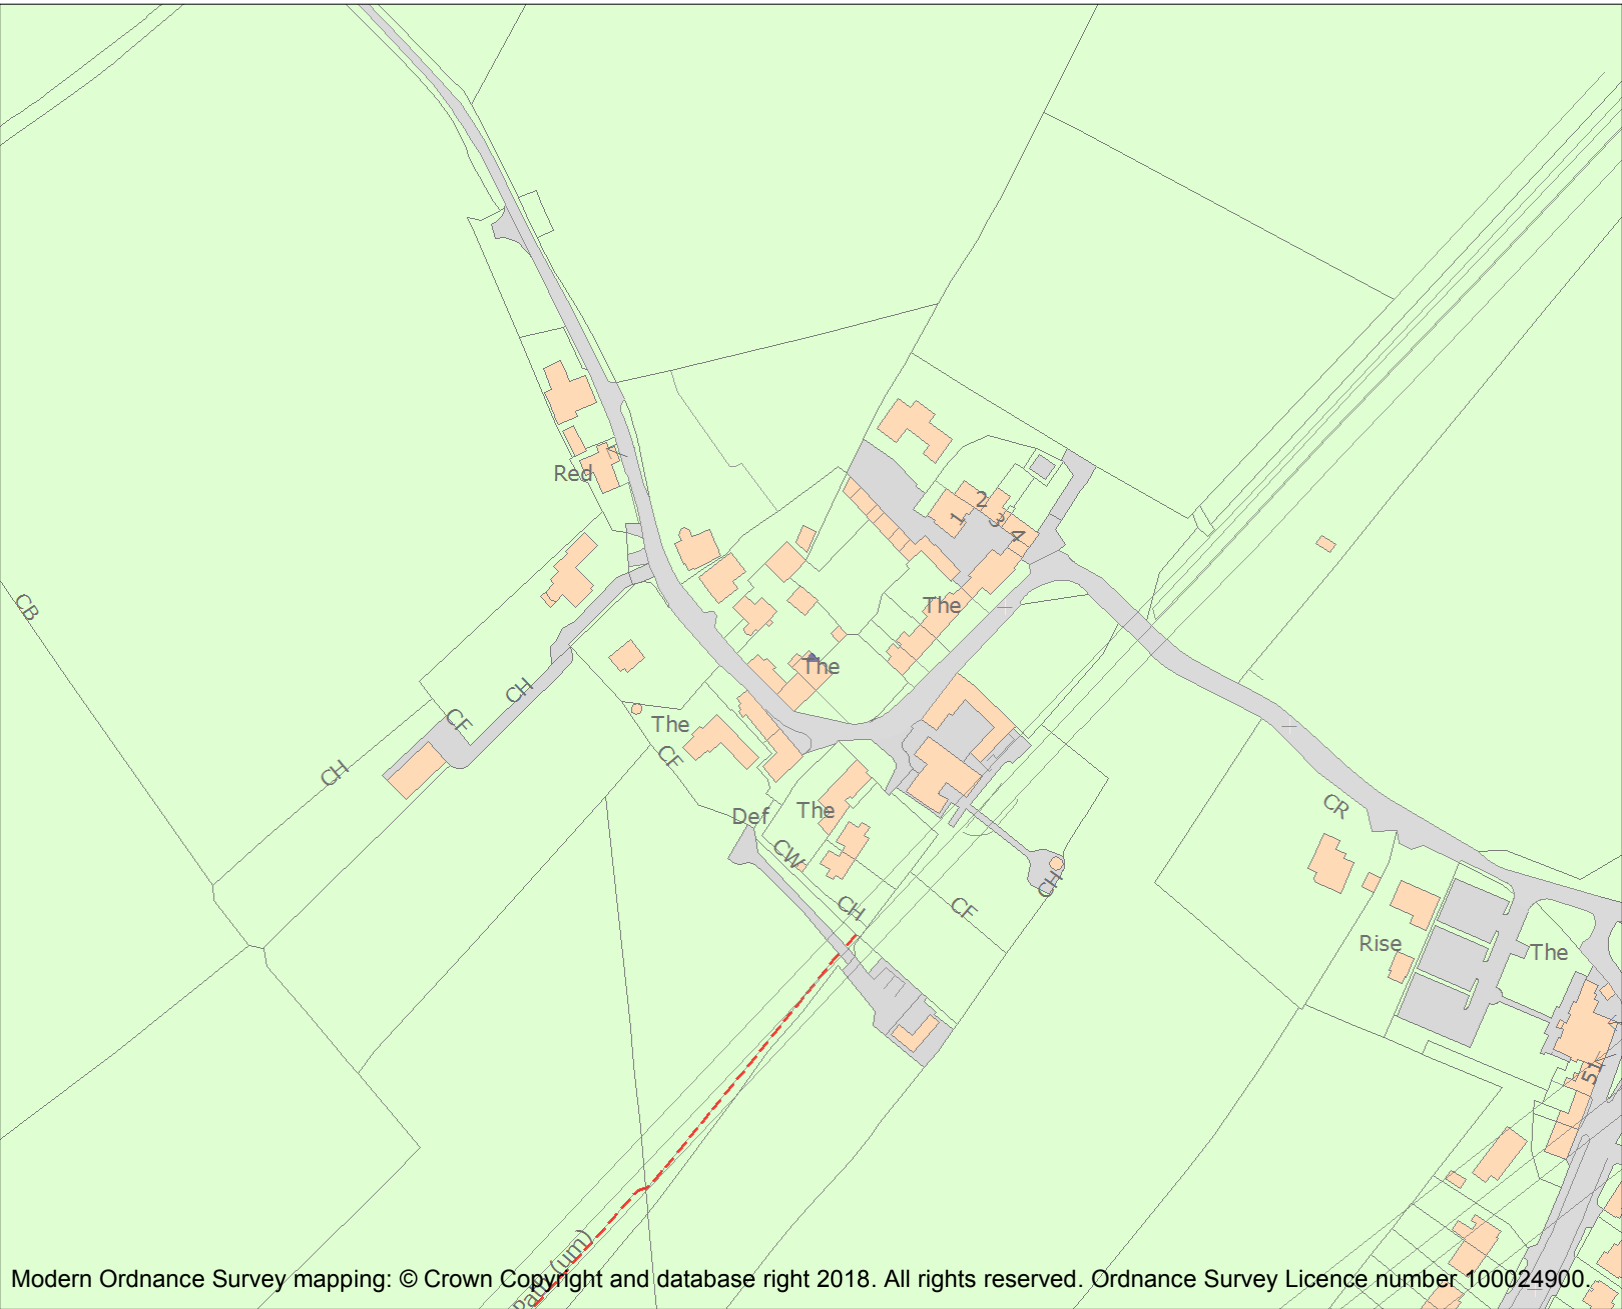 Red
1
2
3
4
CB
The
The
CH
CF
The
CF
CH
Def
The
CR
CW
CH
CH
CF
Rise
The
51
Path (um)
Modern Ordnance Survey mapping: © Crown Copyright and database right 2018. All rights reserved. Ordnance Survey Licence number 100024900.